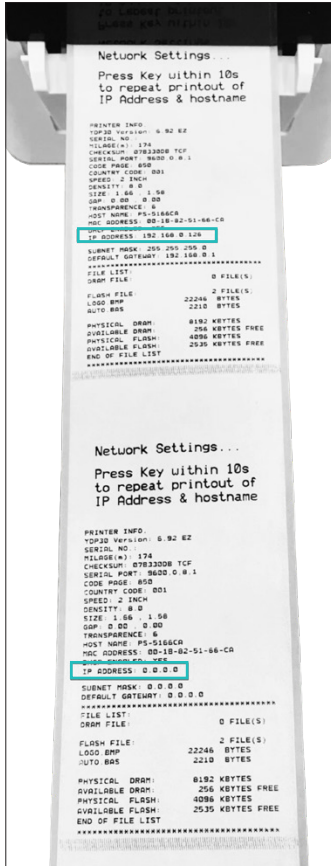 Network Settings...
Press Key within 10s
to repeat printout of
IP Address & hostname
PRINTER INFO.
TDP30 Version: 6.92 EZ
SERIAL NO.:
MILAGE(m): 174
CHECKSUM: 07833008 TCF
SERIAL PORT: 9600.0.8.1
CODE PAGE: 850
COUNTRY CODE: 001
SPEED: 2 INCH
DENSITY: 8.0
SIZE: 1.66 , 1.58
GAP: 0.00 , 0.00
TRANSPARENCE: 6
HOST NAME: PS-5166CA
MAC ADDRESS: 00-1B-82-51-66-CA
DHCP ENABLED: YES
IP ADDRESS: 192.168.0.126
SUBNET MASK: 255.255.255.0
DEFAULT GATEWAY: 192.168.0.1
******************************
FILE LIST:
DRAM FILE: 0 FILE(S)
FLASH FILE: 2 FILE(S)
LOGO.BMP 22246 BYTES
AUTO.BAS 2210 BYTES
PHYSICAL DRAM: 8192 KBYTES
AVAILABLE DRAM: 256 KBYTES FREE
PHYSICAL FLASH: 4096 KBYTES
AVAILABLE FLASH: 2535 KBYTES FREE
END OF FILE LIST
******************************
Network Settings...
Press Key within 10s
to repeat printout of
IP Address & hostname
PRINTER INFO.
TDP30 Version: 6.92 EZ
SERIAL NO.:
MILAGE(m): 174
CHECKSUM: 07833008 TCF
SERIAL PORT: 9600.0.8.1
CODE PAGE: 850
COUNTRY CODE: 001
SPEED: 2 INCH
DENSITY: 8.0
SIZE: 1.66 , 1.58
GAP: 0.00 , 0.00
TRANSPARENCE: 6
HOST NAME: PS-5166CA
MAC ADDRESS: 00-1B-82-51-66-CA
DHCP ENABLED: YES
IP ADDRESS: 0.0.0.0
SUBNET MASK: 0.0.0.0
DEFAULT GATEWAY: 0.0.0.0
******************************
FILE LIST:
DRAM FILE: 0 FILE(S)
FLASH FILE: 2 FILE(S)
LOGO.BMP 22246 BYTES
AUTO.BAS 2210 BYTES
PHYSICAL DRAM: 8192 KBYTES
AVAILABLE DRAM: 256 KBYTES FREE
PHYSICAL FLASH: 4096 KBYTES
AVAILABLE FLASH: 2535 KBYTES FREE
END OF FILE LIST
******************************